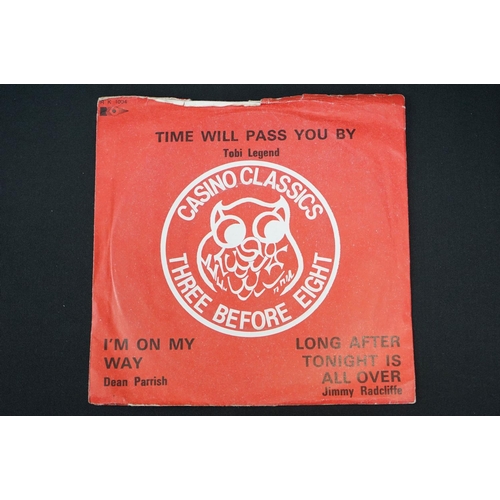 TIME WILL PASS YOU BY
Tobi Legend
CASINO CLASSICS
THREE BEFORE EIGHT
I'M ON MY
WAY
Dean Parrish
LONG AFTER
TONIGHT IS
ALL OVER
Jimmy Radcliffe